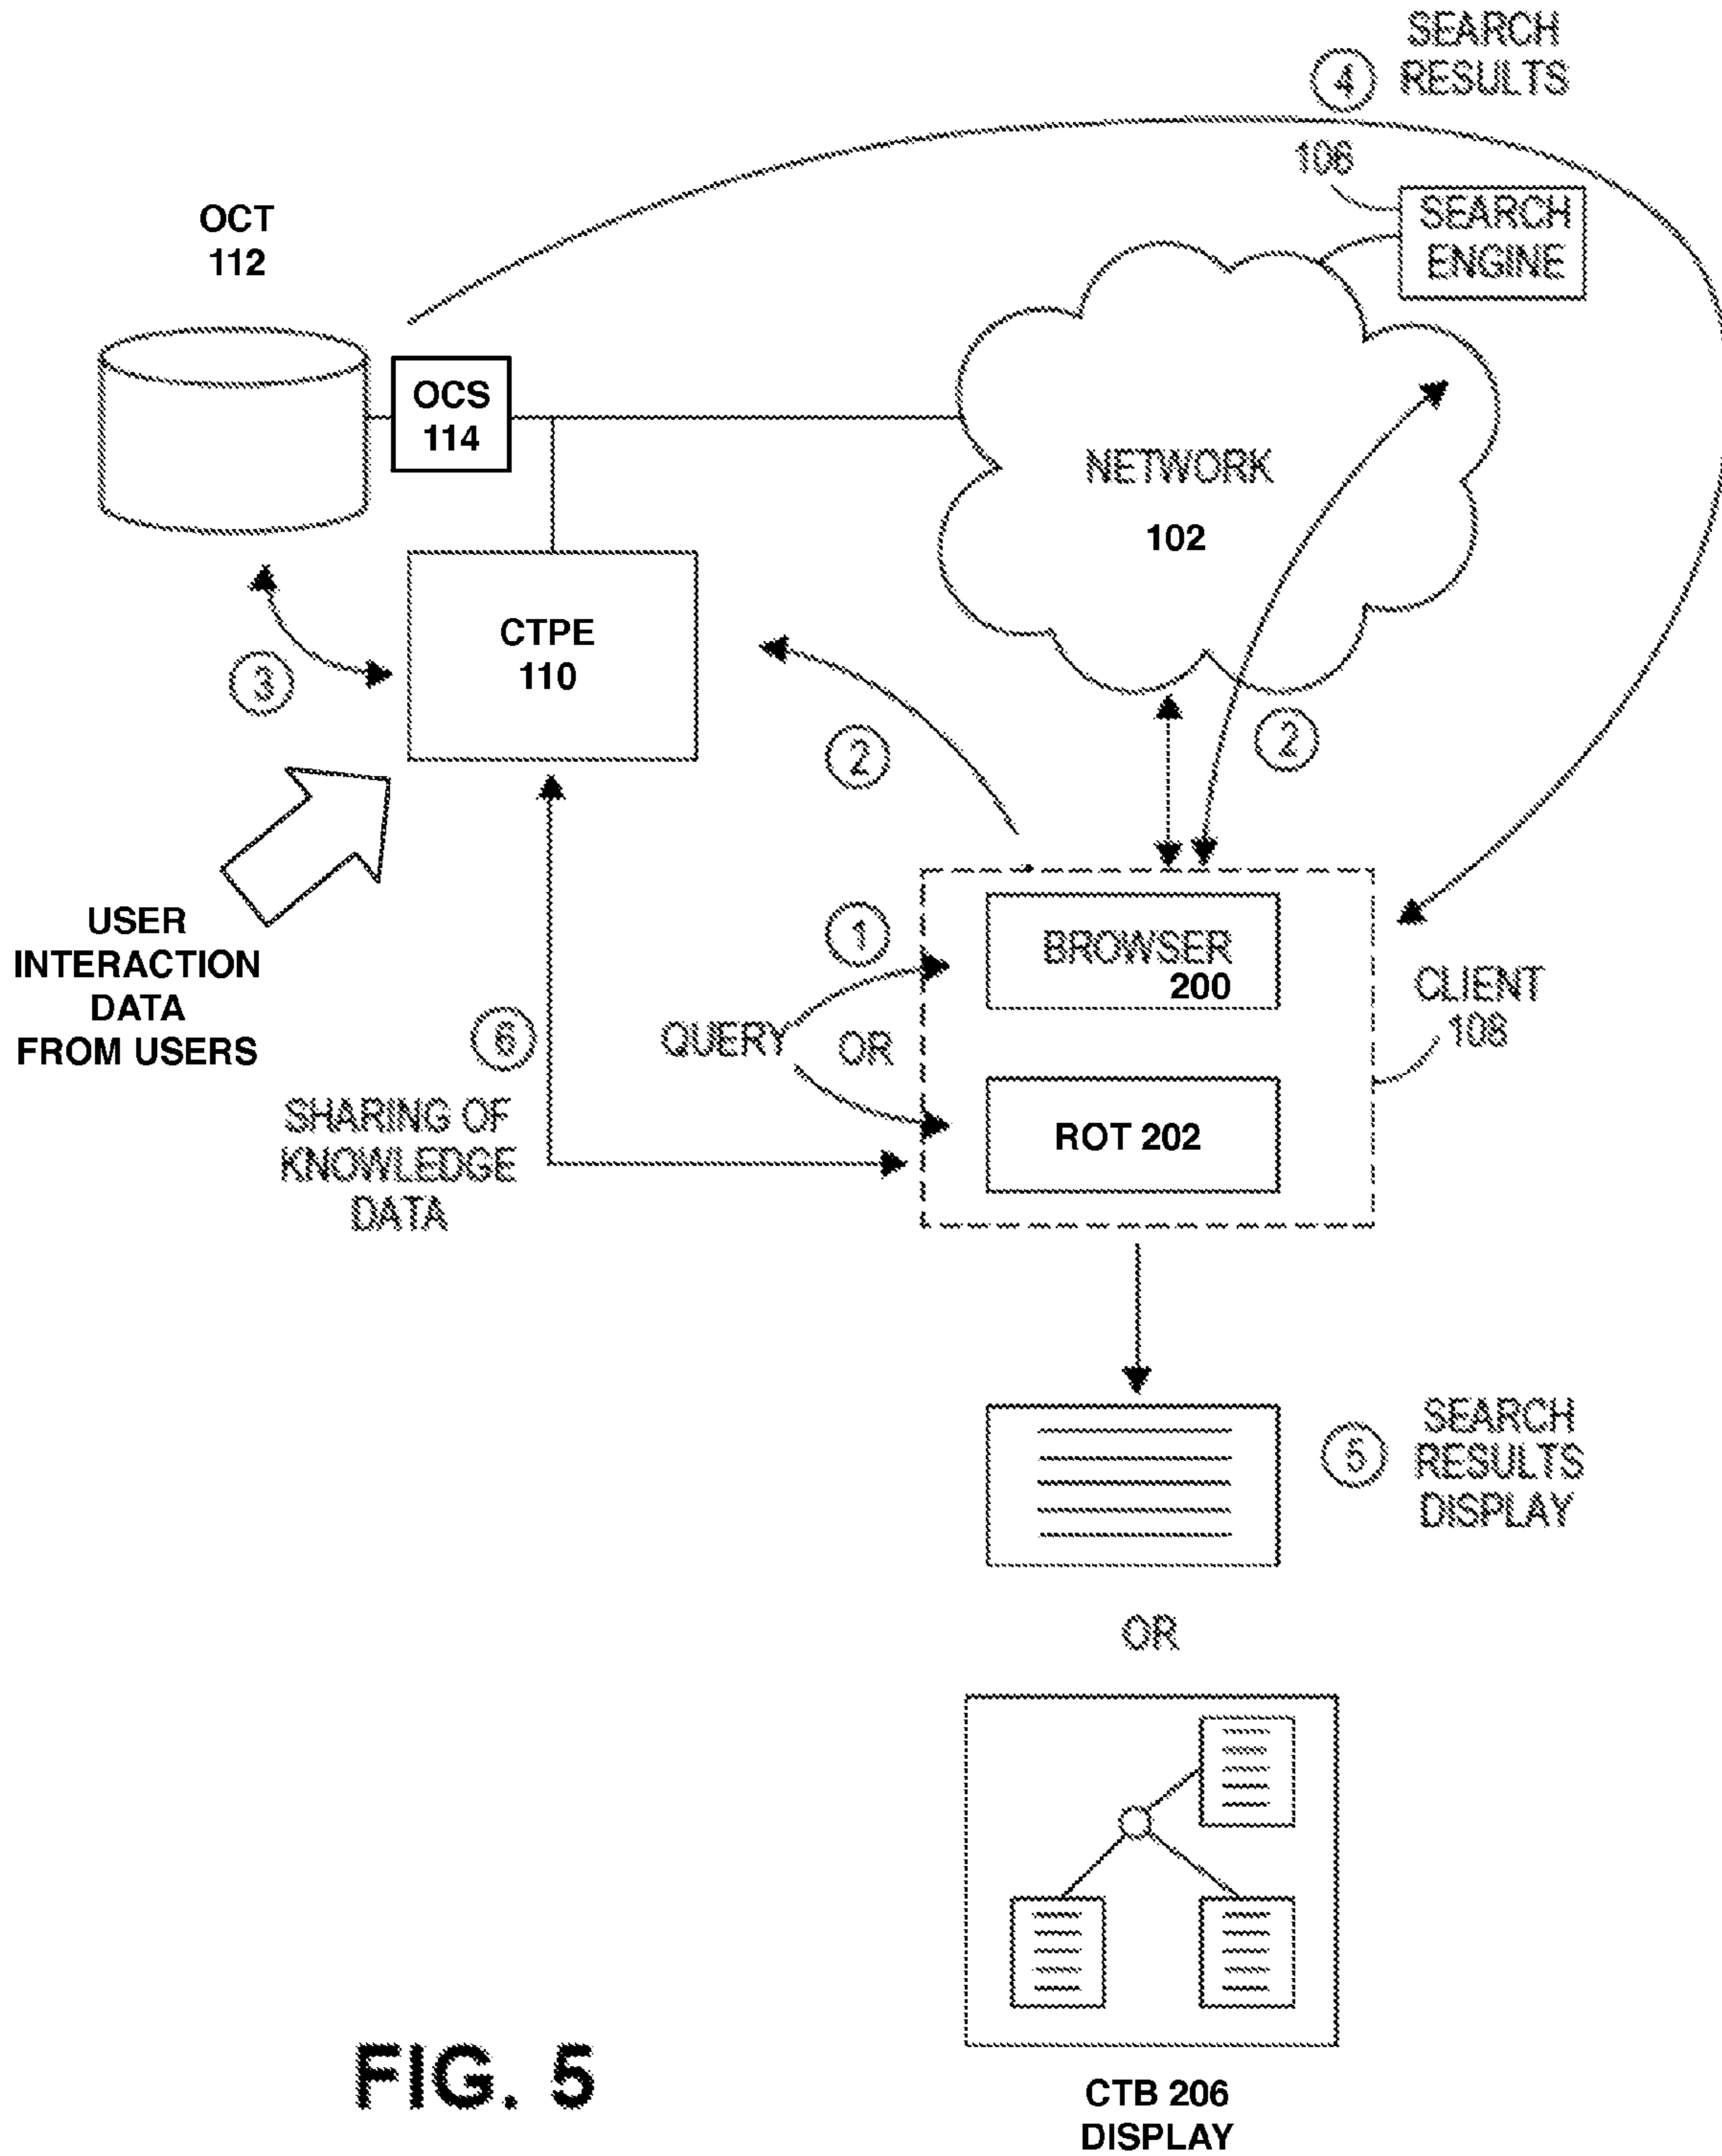 SEARCH
RESULTS
4
106
SEARCH
ENGINE
OCT
112
OCS
114
NETWORK
102
CTPE
110
3
2
2
USER
INTERACTION
DATA
FROM USERS
1
BROWSER
200
CLIENT
108
6
QUERY
OR
SHARING OF
KNOWLEDGE
DATA
ROT 202
5
SEARCH
RESULTS
DISPLAY
OR
FIG. 5
CTB 206
DISPLAY